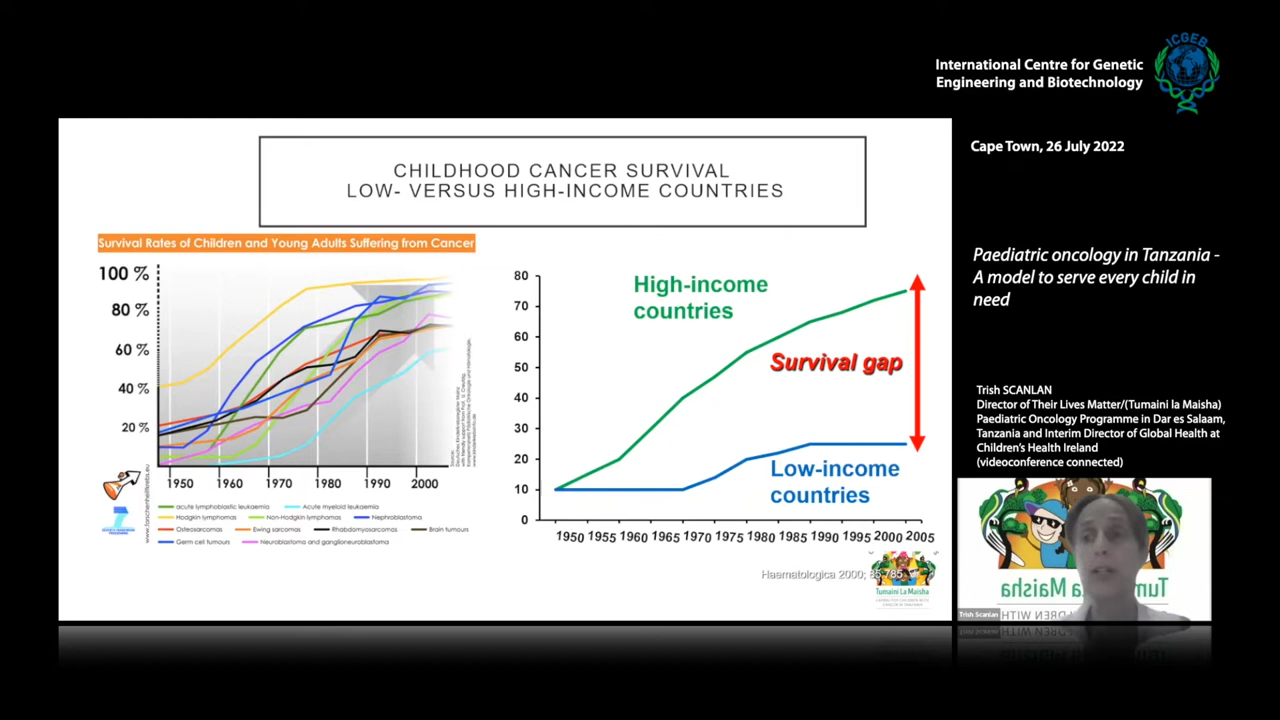 ICGEB
International Centre for Genetic
Engineering and Biotechnology
Cape Town, 26 July 2022
CHILDHOOD CANCER SURVIVAL
LOW- VERSUS HIGH-INCOME COUNTRIES
Survival Rates of Children and Young Adults Suffering from Cancer
100 %
80 %
60 %
40 %
20 %
1950 1960 1970 1980 1990 2000
www.forschenheiltkrebs.eu
acute lymphoblastic leukaemia Acute myeloid leukaemia
Hodgkin lymphomas Non-Hodgkin lymphomas Nephroblastoma
Osteosarcomas Ewing sarcomas Rhabdomyosarcomas Brain tumours
Germ cell tumours Neuroblastoma and ganglioneuroblastoma
80
70
60
50
40
30
20
10
0
High-income
countries
Survival gap
Low-income
countries
1950 1955 1960 1965 1970 1975 1980 1985 1990 1995 2000 2005
Haematologica 2000;
Tumaini La Maisha
Paediatric oncology in Tanzania -
A model to serve every child in
need
Trish SCANLAN
Director of Their Lives Matter/(Tumaini la Maisha)
Paediatric Oncology Programme in Dar es Salaam,
Tanzania and Interim Director of Global Health at
Children's Health Ireland
(videoconference connected)
Trish Scanlan